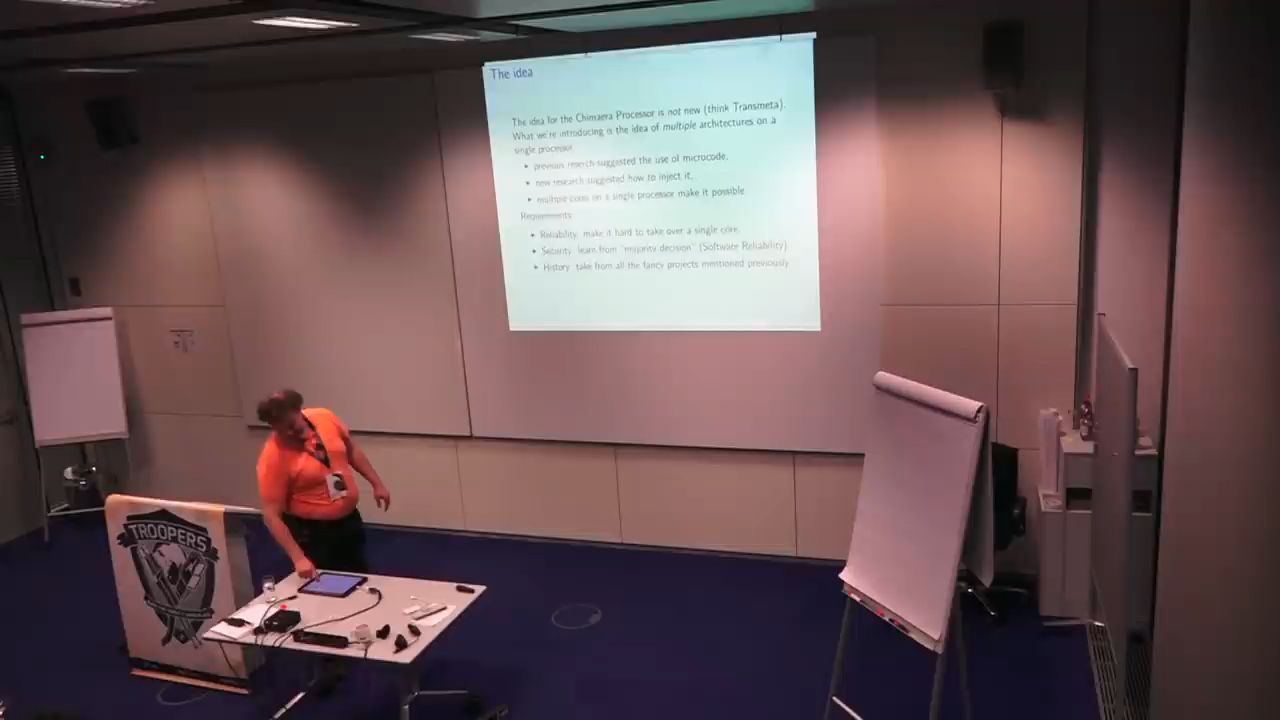 The idea
The idea for the Chimaera Processor is not new (think Transmeta).
What we're introducing is the idea of multiple architectures on a
single processor
previous reserch suggested the use of microcode,
new research suggested how to inject it,
multiple cores on a single processor make it possible
Requirements:
Reliability: make it hard to take over a single core,
Security: learn from "majority decision" (Software Reliability)
History: take from all the fancy projects mentioned previously
TROOPERS